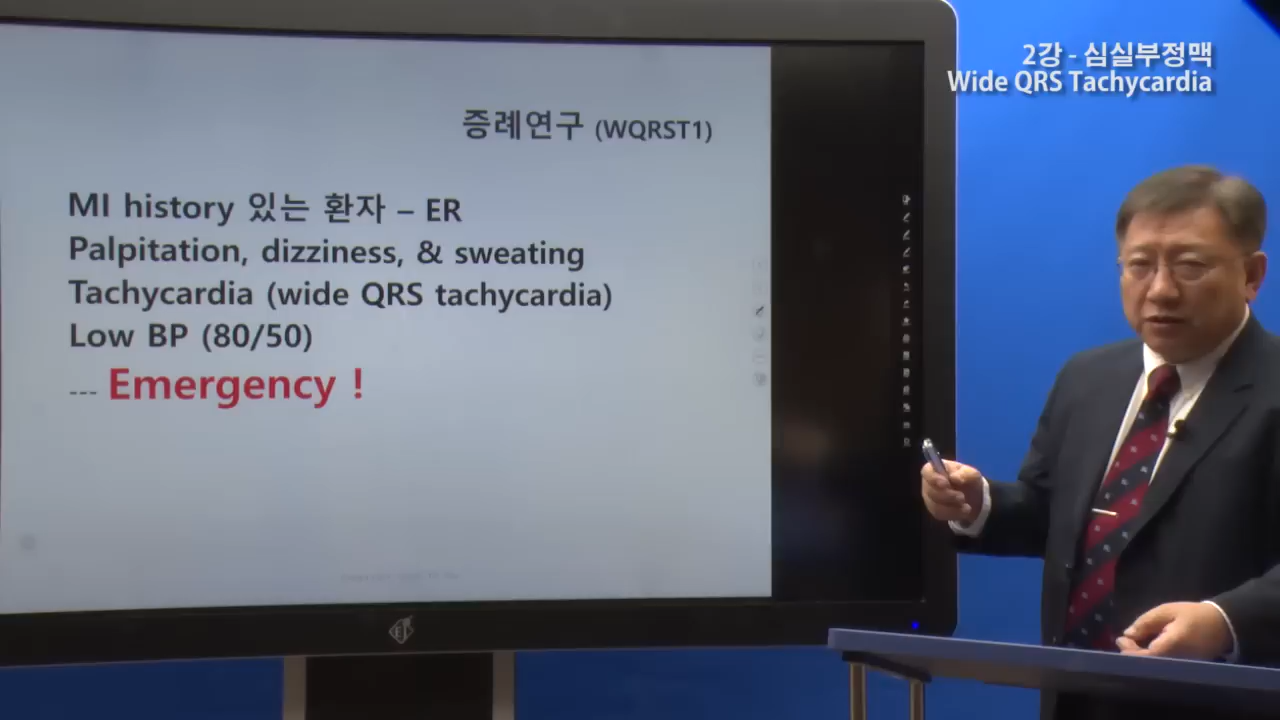 2강 - 심실부정맥
Wide QRS Tachycardia
증례연구 (WQRST1)
MI history 있는 환자 – ER
Palpitation, dizziness, & sweating
Tachycardia (wide QRS tachycardia)
Low BP (80/50)
--- Emergency !